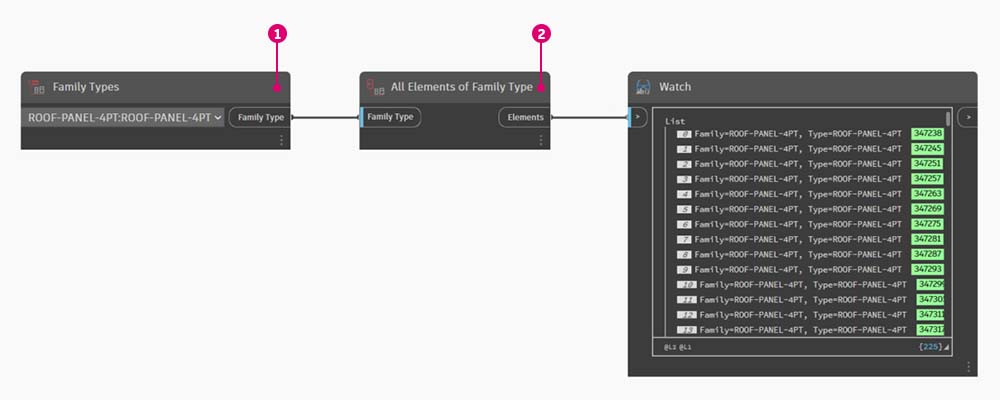 1
2
Family Types
All Elements of Family Type
Watch
ROOF-PANEL-4PT:ROOF-PANEL-4PT
Family Type
Family Type
Elements
>
>
List
0 Family=ROOF-PANEL-4PT, Type=ROOF-PANEL-4PT 347238
1 Family=ROOF-PANEL-4PT, Type=ROOF-PANEL-4PT 347245
2 Family=ROOF-PANEL-4PT, Type=ROOF-PANEL-4PT 347251
3 Family=ROOF-PANEL-4PT, Type=ROOF-PANEL-4PT 347257
4 Family=ROOF-PANEL-4PT, Type=ROOF-PANEL-4PT 347263
5 Family=ROOF-PANEL-4PT, Type=ROOF-PANEL-4PT 347269
6 Family=ROOF-PANEL-4PT, Type=ROOF-PANEL-4PT 347275
7 Family=ROOF-PANEL-4PT, Type=ROOF-PANEL-4PT 347281
8 Family=ROOF-PANEL-4PT, Type=ROOF-PANEL-4PT 347287
9 Family=ROOF-PANEL-4PT, Type=ROOF-PANEL-4PT 347293
10 Family=ROOF-PANEL-4PT, Type=ROOF-PANEL-4PT
11 Family=ROOF-PANEL-4PT, Type=ROOF-PANEL-4PT
12 Family=ROOF-PANEL-4PT, Type=ROOF-PANEL-4PT
13 Family=ROOF-PANEL-4PT, Type=ROOF-PANEL-4PT
@L2 @L1 {225}